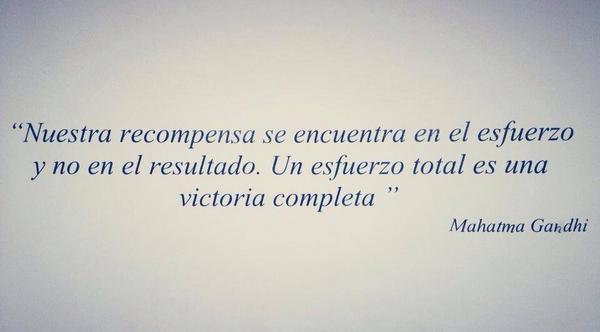 “Nuestra recompensa se encuentra en el esfuerzo
y no en el resultado. Un esfuerzo total es una
victoria completa ”
Mahatma Gandhi